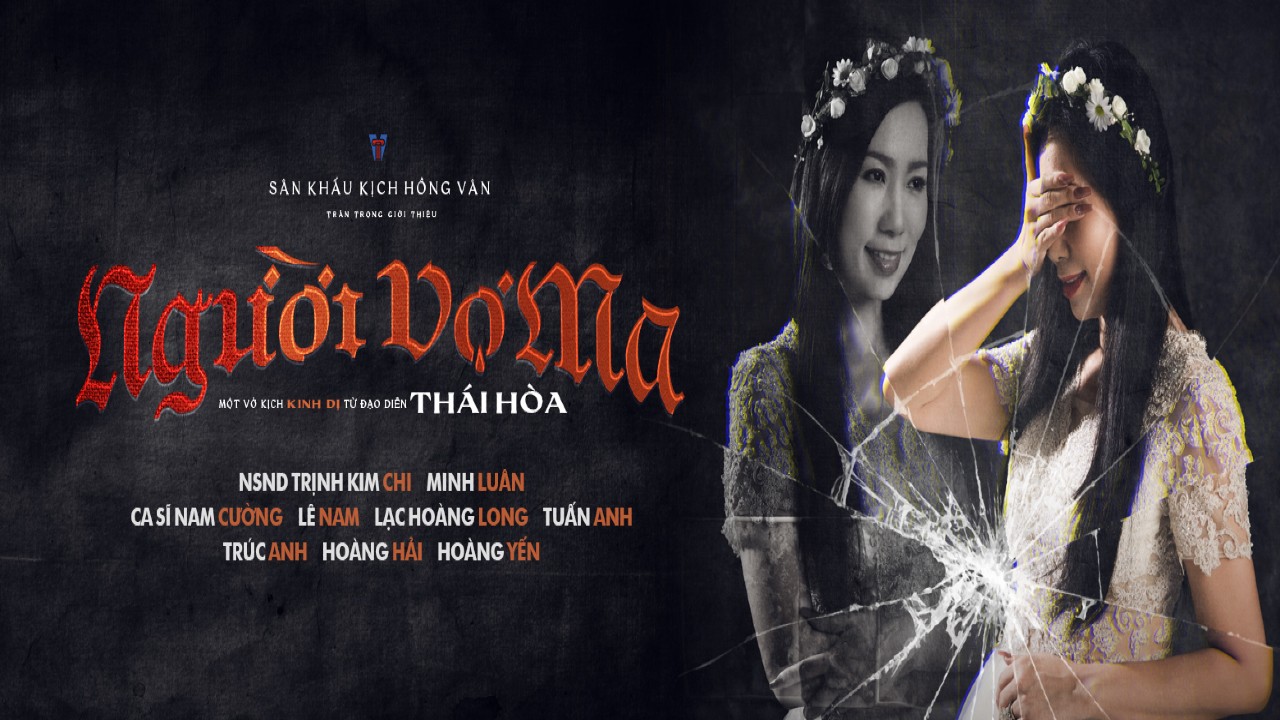 SÂN KHẤU KỊCH HỒNG VÂN
TRÂN TRỌNG GIỚI THIỆU
Người Vợ Ma
MỘT VỞ KỊCH KINH DỊ TỪ ĐẠO DIỄN THÁI HÒA
NSND TRỊNH KIM CHI MINH LUÂN
CA SĨ NAM CƯỜNG LÊ NAM LẠC HOÀNG LONG TUẤN ANH
TRÚC ANH HOÀNG HẢI HOÀNG YẾN